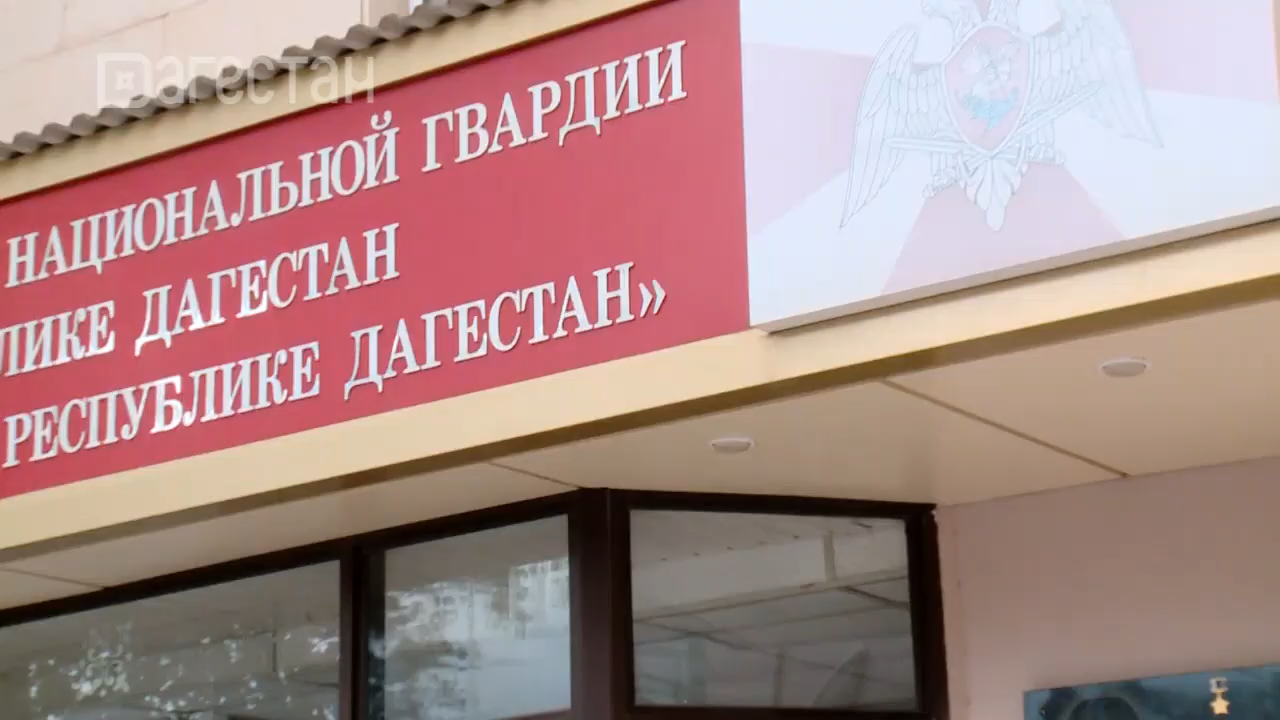 Дагестан
НАЦИОНАЛЬНОЙ ГВАРДИИ
ЛИКЕ ДАГЕСТАН
РЕСПУБЛИКЕ ДАГЕСТАН»